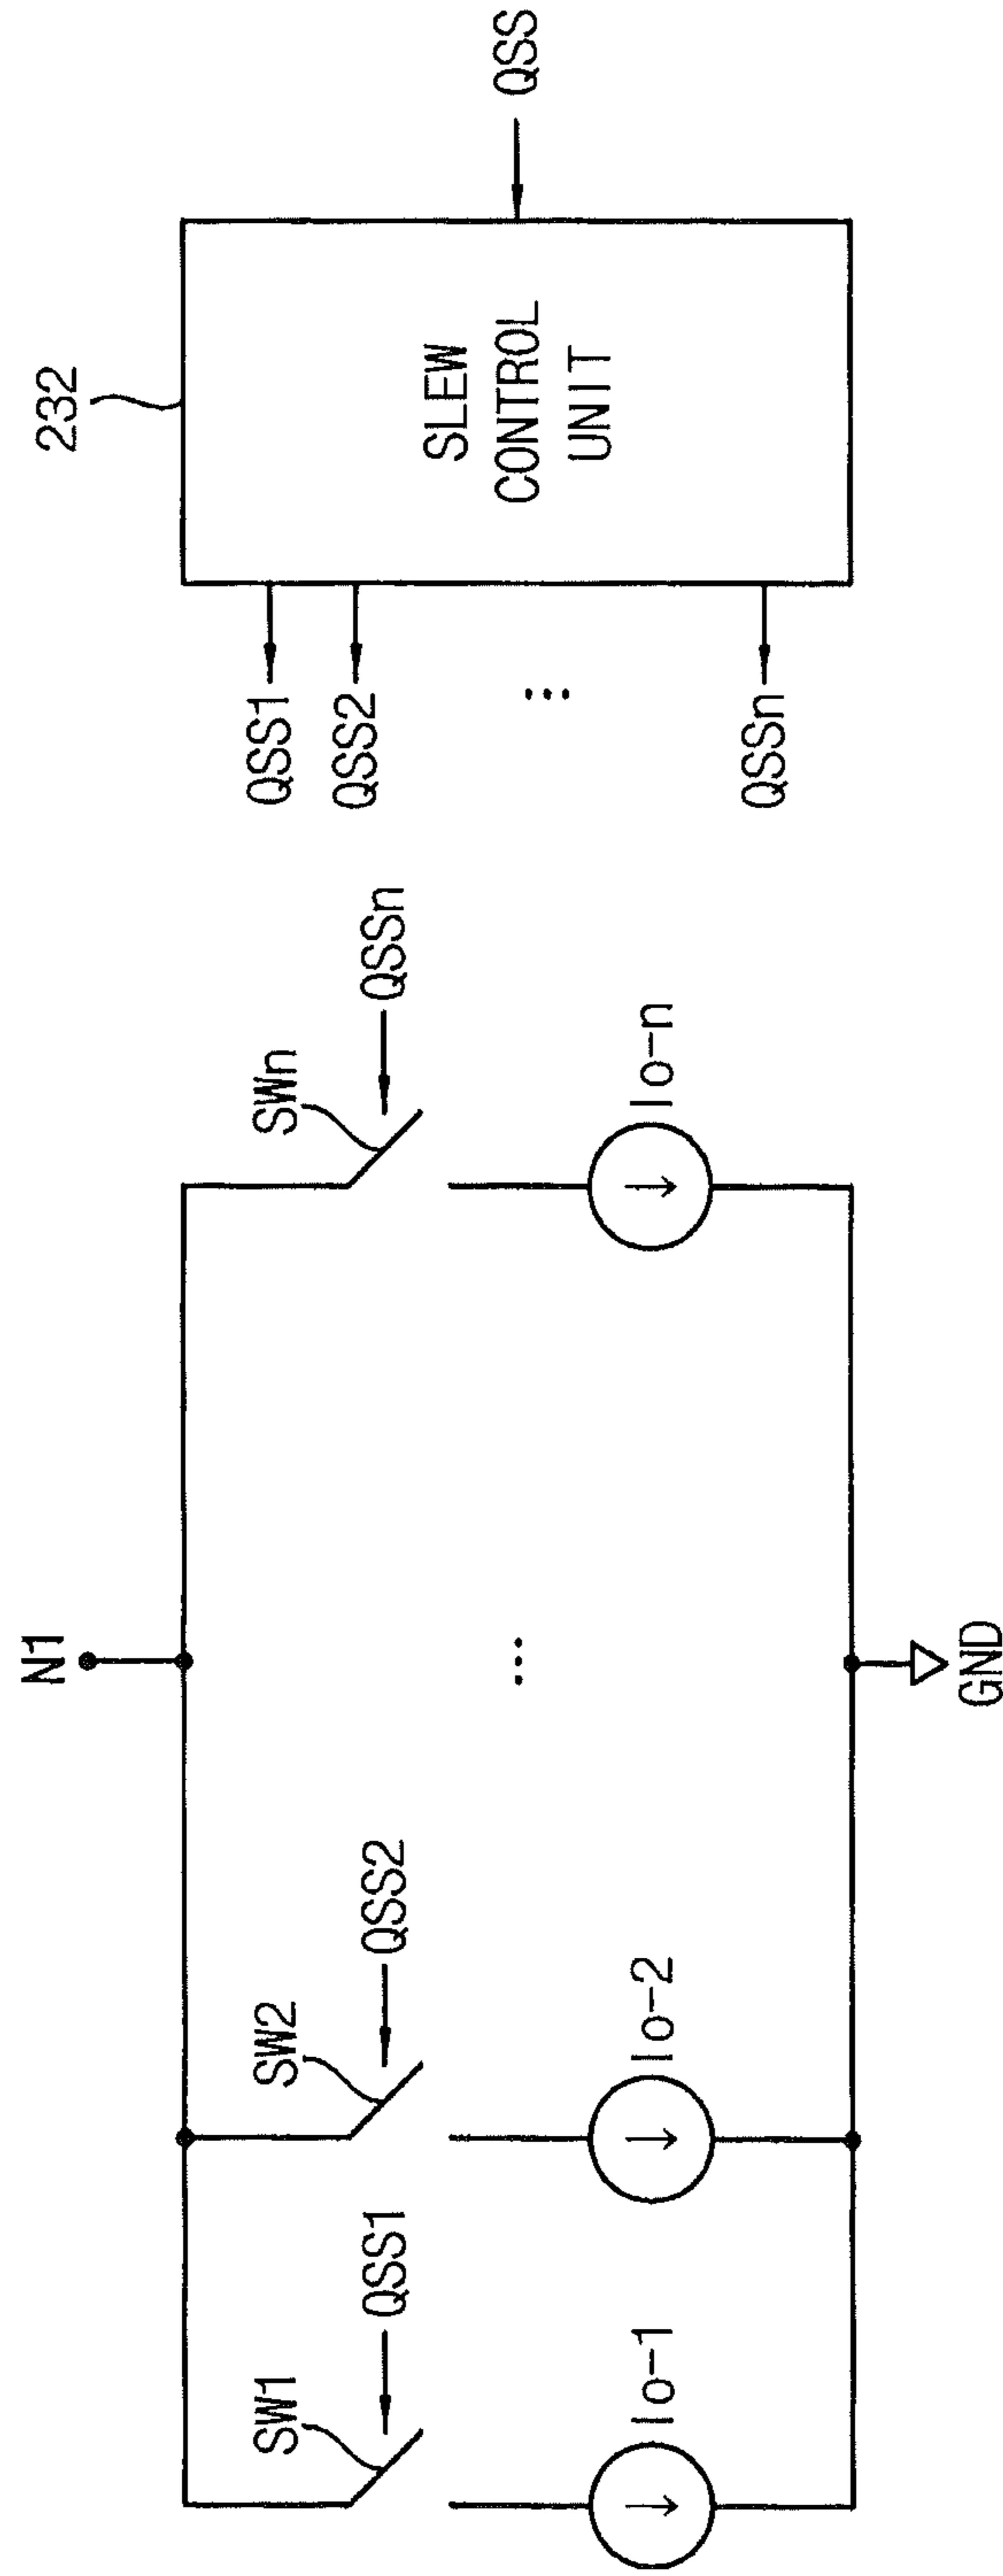 N1
SW1
QSS1
SW2
QSS2
SWn
QSSn
...
Io-1
Io-2
Io-n
GND
232
SLEW
CONTROL
UNIT
QSS1
QSS2
...
QSSn
QSS